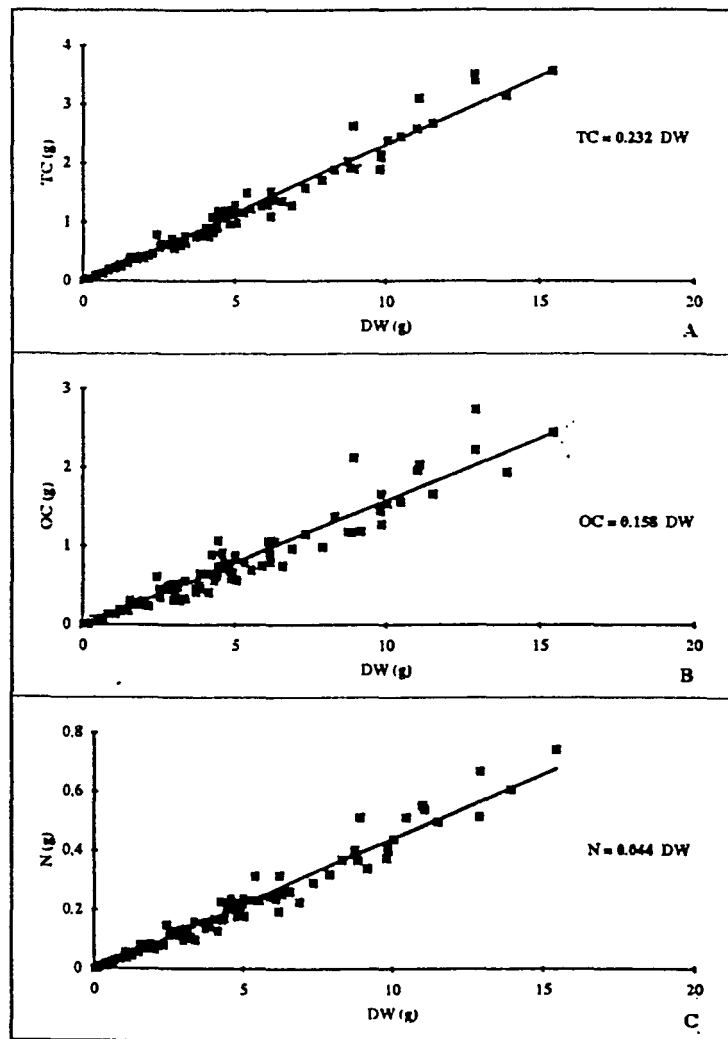 4
3
TC (g)
2
TC = 0.232 DW
1
0
0 5 10 15 20
DW (g)
A
3
2
OC (g)
OC = 0.158 DW
1
0
0 5 10 15 20
DW (g)
B
0.8
0.6
N (g)
0.4
N = 0.044 DW
0.2
0
0 5 10 15 20
DW (g)
C